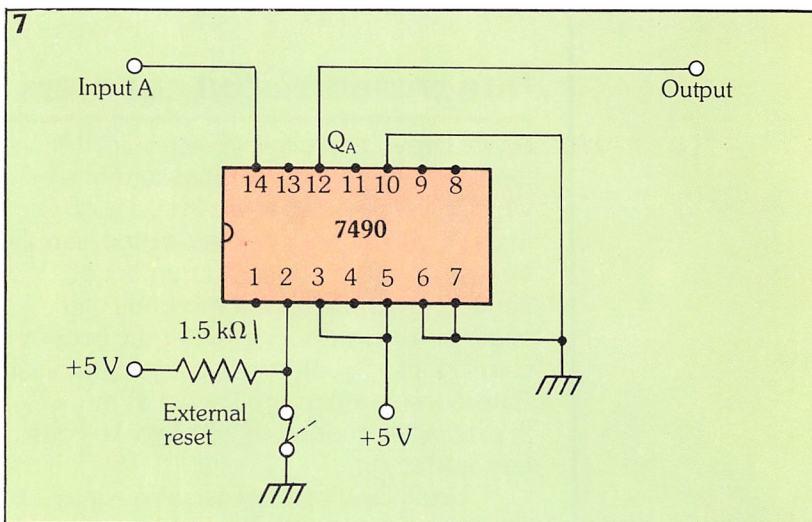 7
Input A
Output
Q_A
14 13 12 11 10 9 8
7490
1 2 3 4 5 6 7
1.5 kΩ
+5 V
External
reset
+5 V